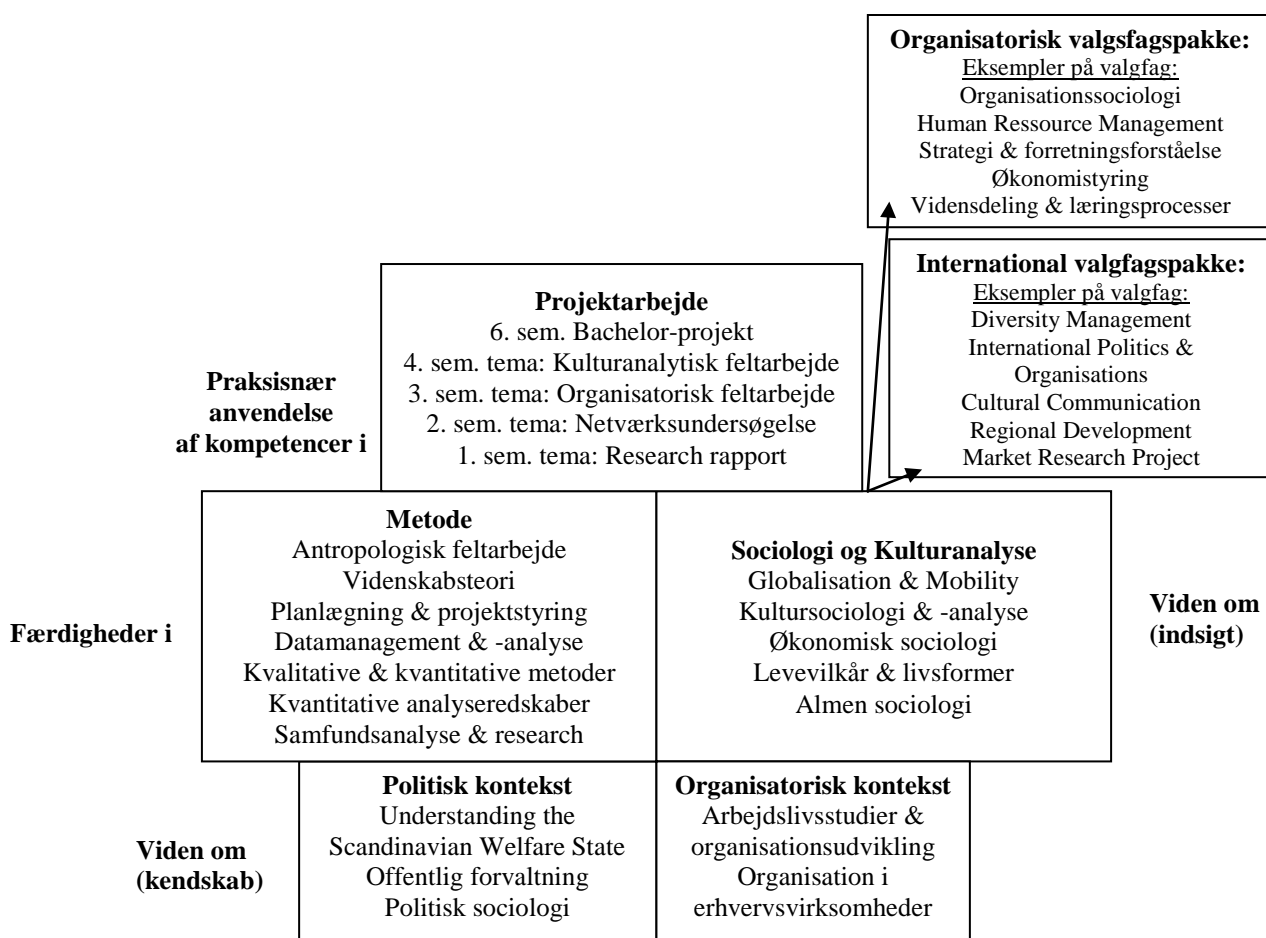 Organisatorisk valgsfagspakke:
Eksempler på valgfag:
Organisationssociologi
Human Ressource Management
Strategi & forretningsforståelse
Økonomistyring
Vidensdeling & læringsprocesser
International valgfagspakke:
Eksempler på valgfag:
Diversity Management
International Politics &
Organisations
Cultural Communication
Regional Development
Market Research Project
Projektarbejde
6. sem. Bachelor-projekt
4. sem. tema: Kulturanalytisk feltarbejde
3. sem. tema: Organisatorisk feltarbejde
2. sem. tema: Netværksundersøgelse
1. sem. tema: Research rapport
Praksisnær
anvendelse
af kompetencer i
Metode
Antropologisk feltarbejde
Videnskabsteori
Planlægning & projektstyring
Datamanagement & -analyse
Kvalitative & kvantitative metoder
Kvantitative analyseredskaber
Samfundsanalyse & research
Sociologi og Kulturanalyse
Globalisation & Mobility
Kultursociologi & -analyse
Økonomisk sociologi
Levevilkår & livsformer
Almen sociologi
Færdigheder i
Viden om
(indsigt)
Politisk kontekst
Understanding the
Scandinavian Welfare State
Offentlig forvaltning
Politisk sociologi
Organisatorisk kontekst
Arbejdslivsstudier &
organisationsudvikling
Organisation i
erhvervsvirksomheder
Viden om
(kendskab)